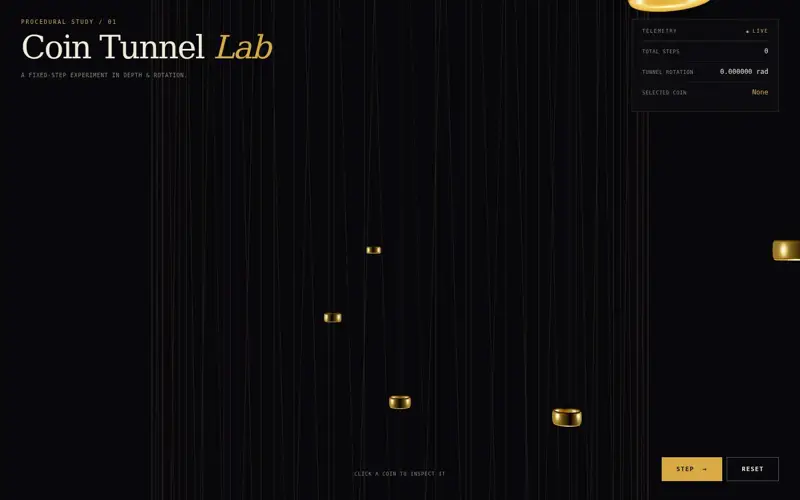 PROCEDURAL STUDY / 01
Coin Tunnel Lab
A FIXED-STEP EXPERIMENT IN DEPTH & ROTATION.
TELEMETRY ● LIVE
TOTAL STEPS 0
TUNNEL ROTATION 0.000000 rad
SELECTED COIN None
CLICK A COIN TO INSPECT IT
STEP →
RESET